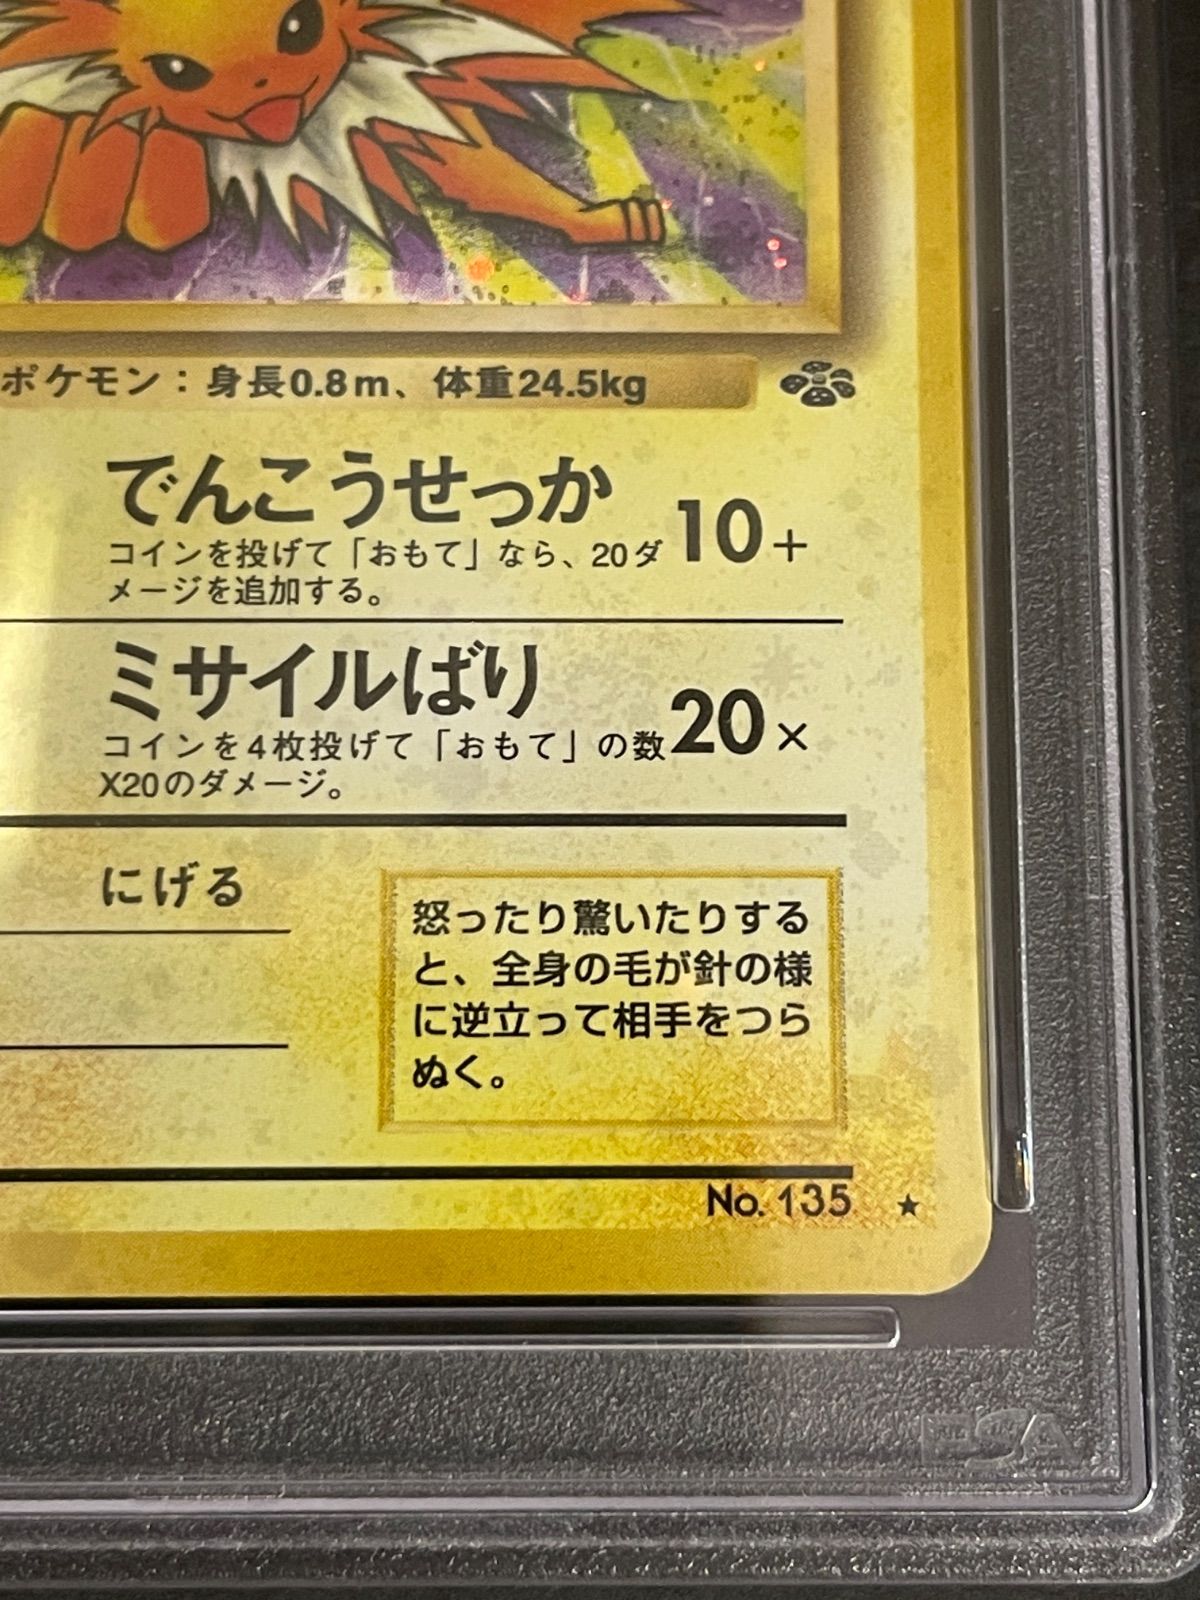 ポケモン：身長0.8m、体重24.5kg
でんこうせっか
10+
コインを投げて「おもて」なら、20ダ
メージを追加する。
ミサイルばり
20×
コインを4枚投げて「おもて」の数
X20のダメージ。
にげる
怒ったり驚いたりする
と、全身の毛が針の様
に逆立って相手をつら
ぬく。
No. 135 ★
PSA